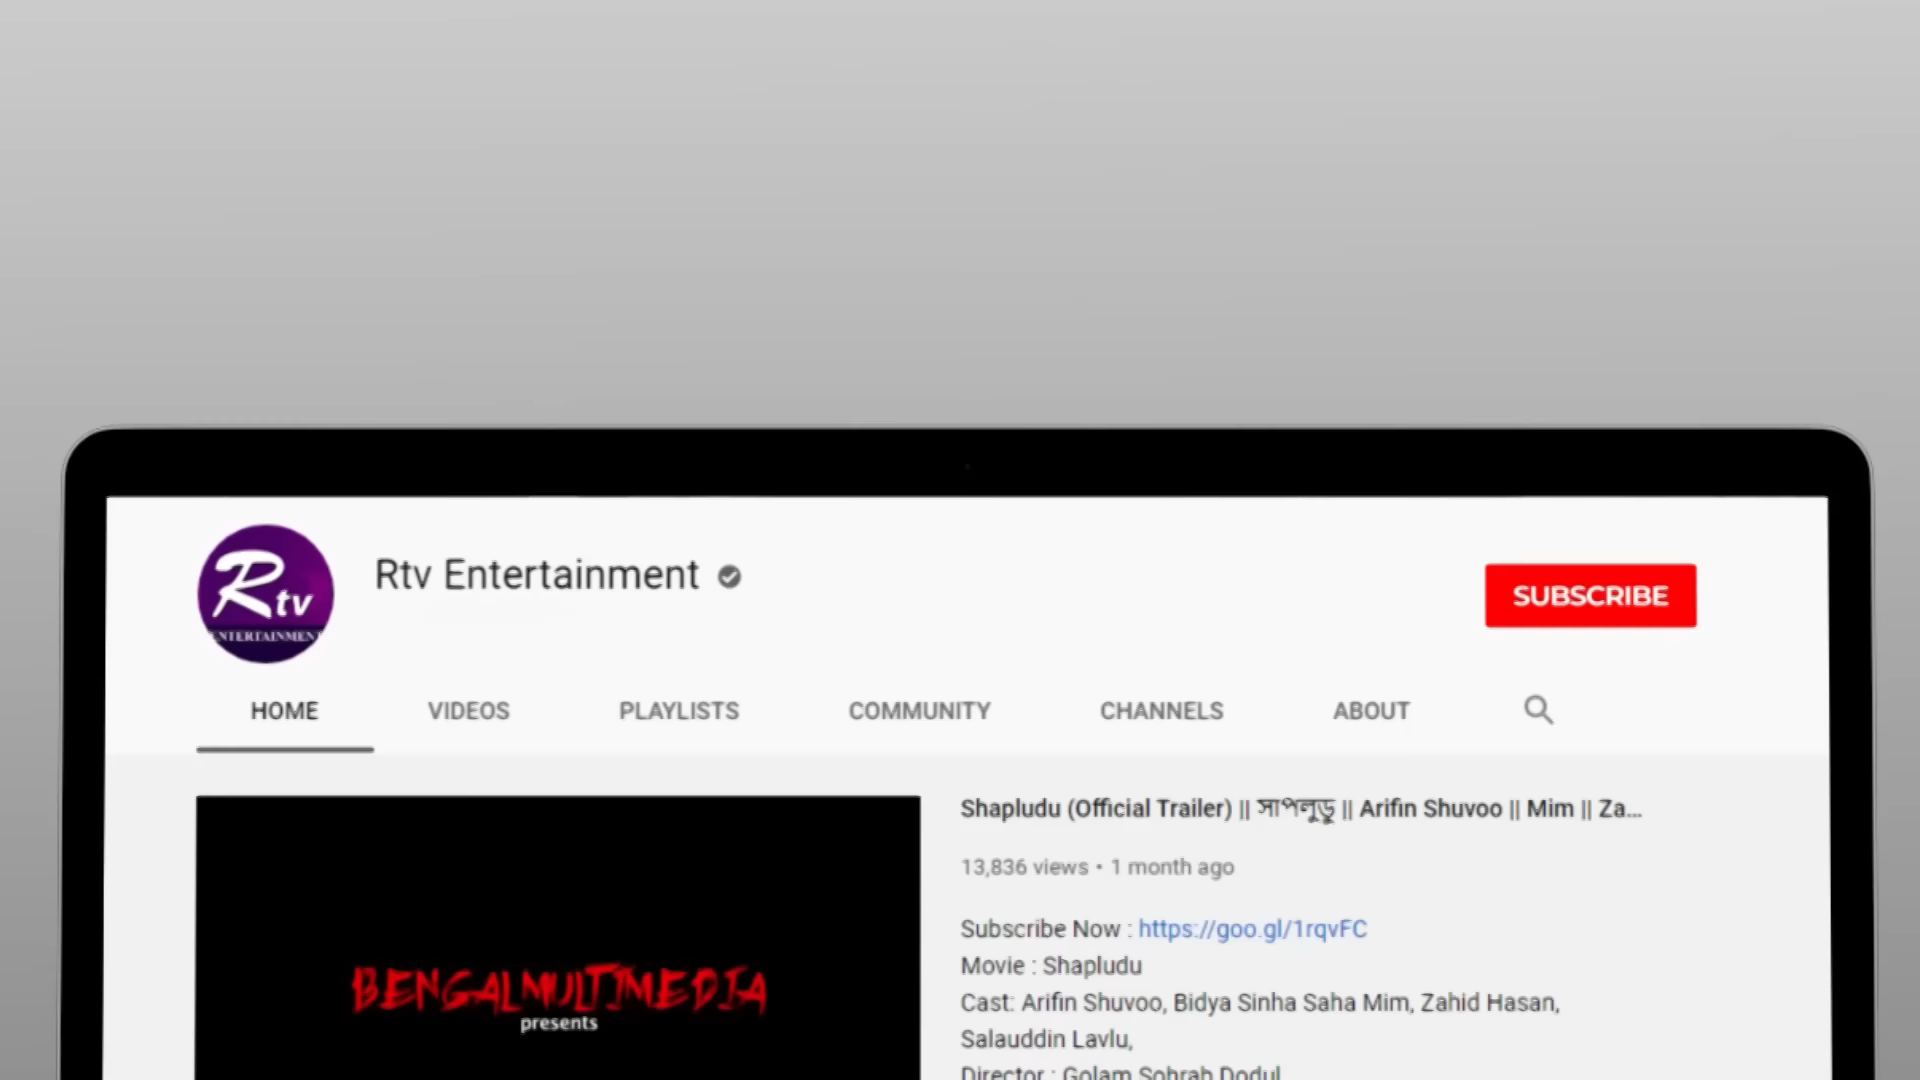 Rtv
ENTERTAINMENT
Rtv Entertainment
SUBSCRIBE
HOME VIDEOS PLAYLISTS COMMUNITY CHANNELS ABOUT
Shapludu (Official Trailer) || সাপলুডু || Arifin Shuvoo || Mim || Za...
13,836 views • 1 month ago
Subscribe Now : https://goo.gl/1rqvFC
Movie : Shapludu
Cast: Arifin Shuvoo, Bidya Sinha Saha Mim, Zahid Hasan,
Salauddin Lavlu,
Director : Golam Sohrab Dodul
BENGALMULTIMEDIA
presents